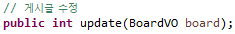 // 게시글 수정
public int update(BoardVO board);